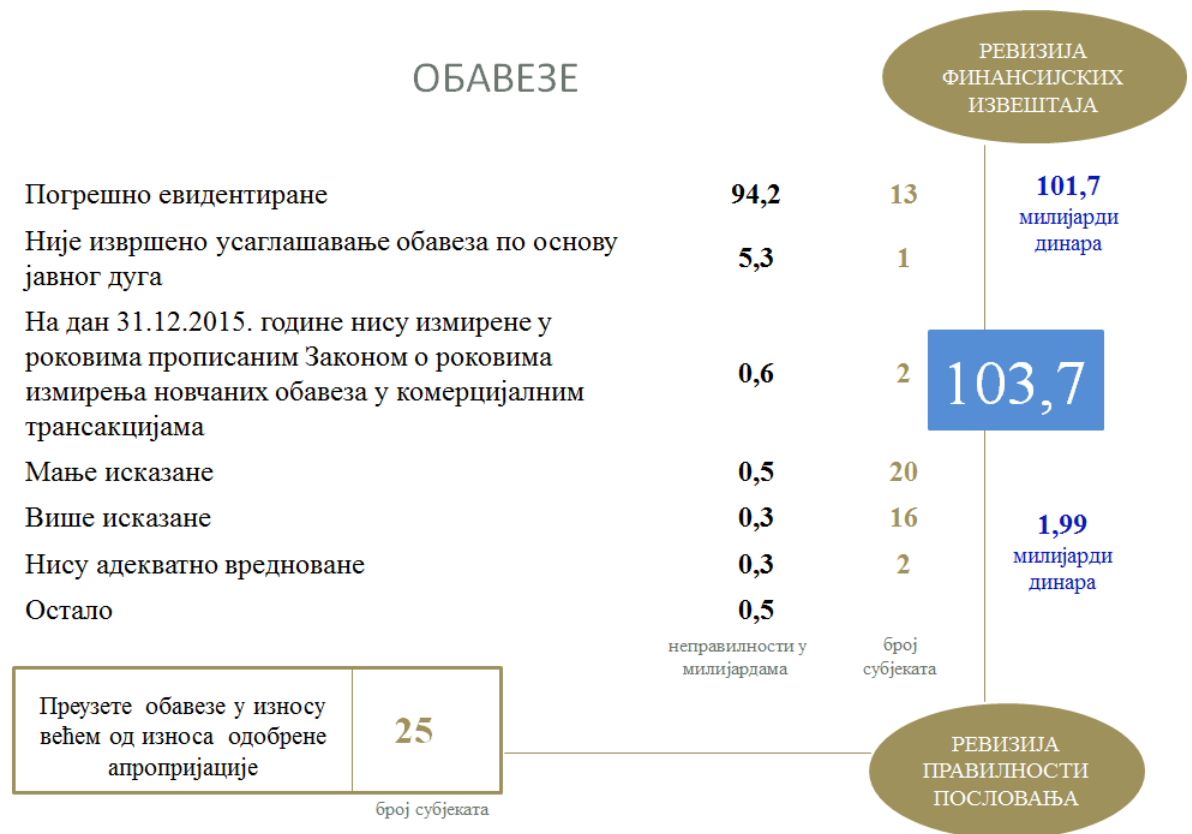 ОБАВЕЗЕ
РЕВИЗИЈА
ФИНАНСИЈСКИХ
ИЗВЕШТАЈА
Погрешно евидентиране 94,2 13
101,7
милијарди
динара
Није извршено усаглашавање обавеза по основу
јавног дуга 5,3 1
На дан 31.12.2015. године нису измирене у
роковима прописаним Законом о роковима
измирења новчаних обавеза у комерцијалним
трансакцијама 0,6 2
103,7
Мање исказане 0,5 20
Више исказане 0,3 16
Нису адекватно вредноване 0,3 2
Остало 0,5
1,99
милијарди
динара
неправилности у
милијардама
број
субјеката
Преузете обавезе у износу
већем од износа одобрене
апропријације
25
број субјеката
РЕВИЗИЈА
ПРАВИЛНОСТИ
ПОСЛОВАЊА